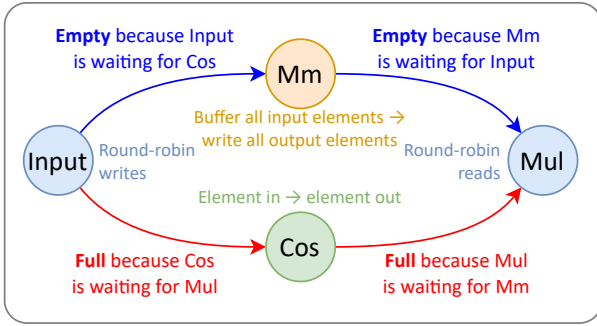 Empty because Input
is waiting for Cos
Empty because Mm
is waiting for Input
Mm
Buffer all input elements →
write all output elements
Input
Round-robin
writes
Round-robin
reads
Mul
Element in → element out
Cos
Full because Cos
is waiting for Mul
Full because Mul
is waiting for Mm